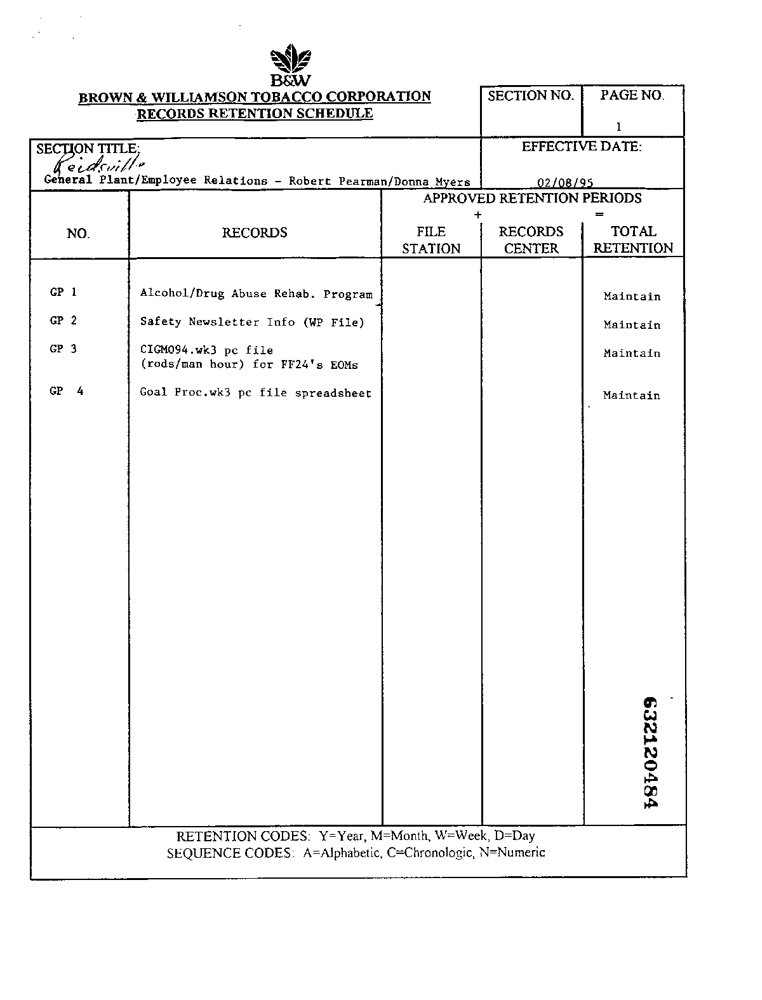 B&W
BROWN & WILLIAMSON TOBACCO CORPORATION
RECORDS RETENTION SCHEDULE
SECTION NO.
PAGE NO.
1
SECTION TITLE:
Reidsville
General Plant/Employee Relations - Robert Pearman/Donna Myers
EFFECTIVE DATE:
02/08/95
APPROVED RETENTION PERIODS
+ =
NO. RECORDS FILE STATION RECORDS CENTER TOTAL RETENTION
GP 1 Alcohol/Drug Abuse Rehab. Program Maintain
GP 2 Safety Newsletter Info (WP File) Maintain
GP 3 CIGM094.wk3 pc file Maintain
(rods/man hour) for FF24's EOMs
GP 4 Goal Proc.wk3 pc file spreadsheet Maintain
632120484
RETENTION CODES: Y=Year, M=Month, W=Week, D=Day
SEQUENCE CODES: A=Alphabetic, C=Chronologic, N=Numeric